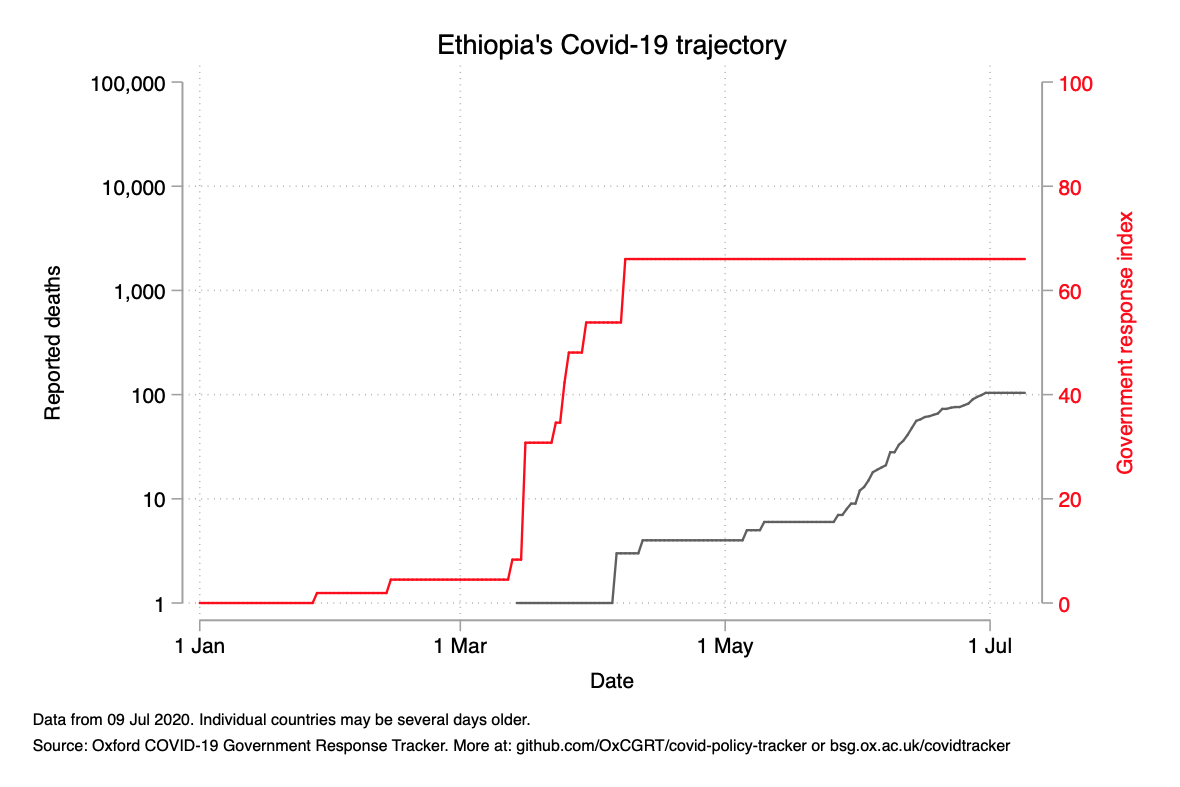 Ethiopia's Covid-19 trajectory
100,000
10,000
1,000
100
10
1
Reported deaths
100
80
60
40
20
0
Government response index
1 Jan
1 Mar
1 May
1 Jul
Date
Data from 09 Jul 2020. Individual countries may be several days older.
Source: Oxford COVID-19 Government Response Tracker. More at: github.com/OxCGRT/covid-policy-tracker or bsg.ox.ac.uk/covidtracker